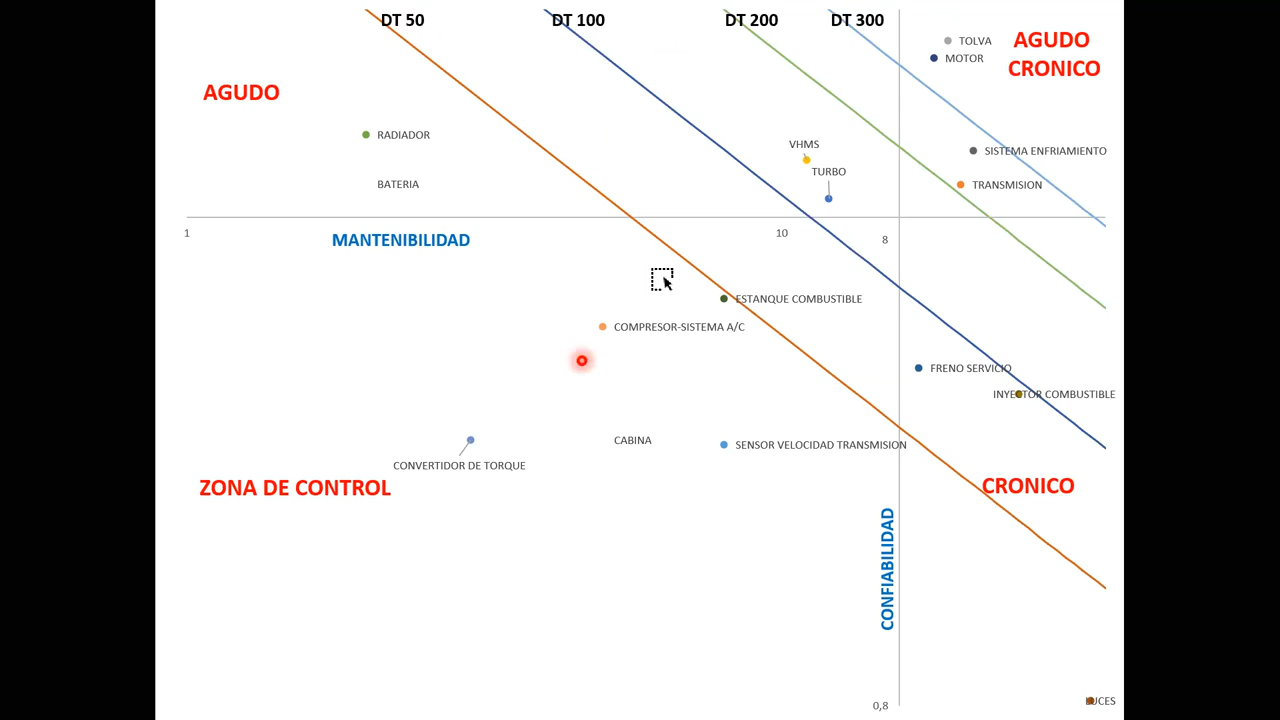 DT 50
DT 100
DT 200
DT 300
TOLVA
MOTOR
AGUDO
CRONICO
AGUDO
RADIADOR
VHMS
TURBO
SISTEMA ENFRIAMIENTO
BATERIA
TRANSMISION
1
MANTENIBILIDAD
10
8
ESTANQUE COMBUSTIBLE
COMPRESOR-SISTEMA A/C
FRENO SERVICIO
INYECTOR COMBUSTIBLE
CABINA
SENSOR VELOCIDAD TRANSMISION
CONVERTIDOR DE TORQUE
ZONA DE CONTROL
CRONICO
CONFIABILIDAD
LUCES
0,8